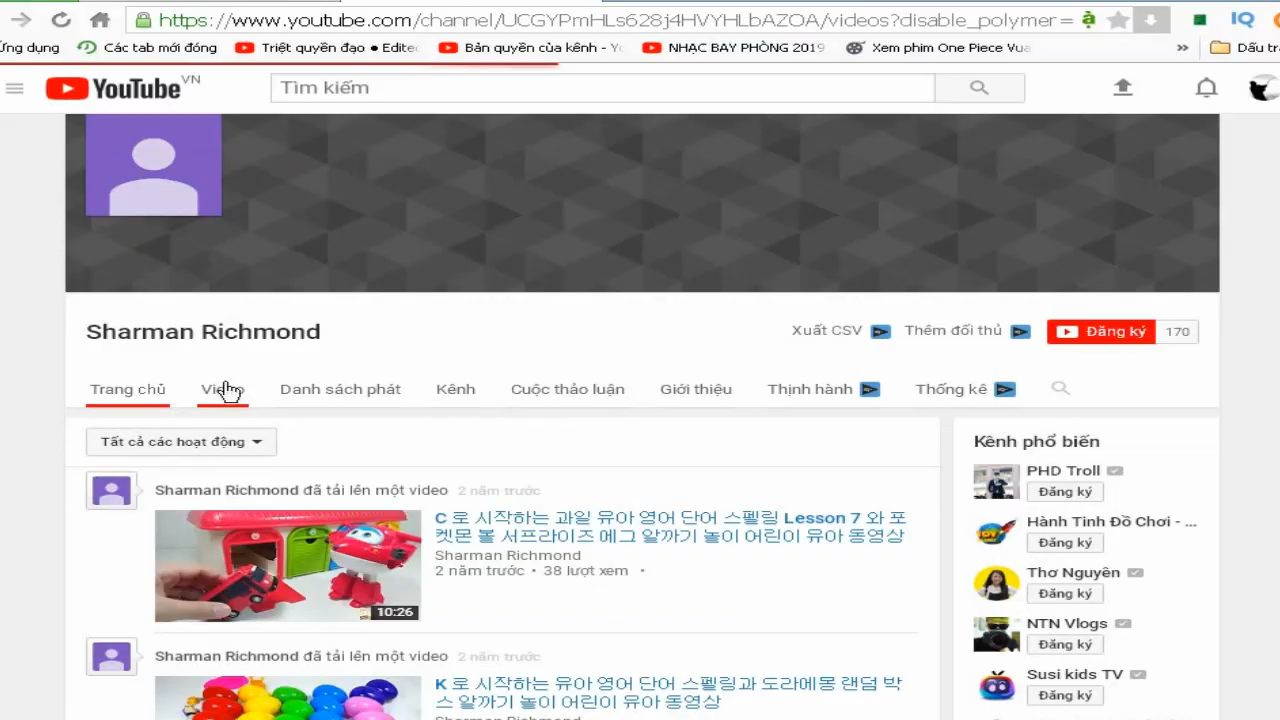 https://www.youtube.com/channel/UCGYPmHLs628j4HVYHLbAZOA/videos?disable_polymer=
IQ
Ứng dụng
Các tab mới đóng
Triệt quyền đạo ● Edited
Bản quyền của kênh - Yo
NHẠC BAY PHÒNG 2019
Xem phim One Piece Vua
»
Dấu tra
YouTube VN
Tìm kiếm
Sharman Richmond
Xuất CSV
Thêm đối thủ
Đăng ký 170
Trang chủ
Video
Danh sách phát
Kênh
Cuộc thảo luận
Giới thiệu
Thịnh hành
Thống kê
Tất cả các hoạt động
Sharman Richmond đã tải lên một video 2 năm trước
C 로 시작하는 과일 유아 영어 단어 스펠링 Lesson 7 와 포
켓몬 볼 서프라이즈 에그 알까기 놀이 어린이 유아 동영상
Sharman Richmond
2 năm trước • 38 lượt xem •
10:26
Sharman Richmond đã tải lên một video 2 năm trước
K 로 시작하는 유아 영어 단어 스펠링과 도라에몽 랜덤 박
스 알까기 놀이 어린이 유아 동영상
Sharman Richmond
Kênh phổ biến
PHD Troll
Đăng ký
Hành Tinh Đồ Chơi - ...
Đăng ký
Thơ Nguyên
Đăng ký
NTN Vlogs
Đăng ký
Susi kids TV
Đăng ký